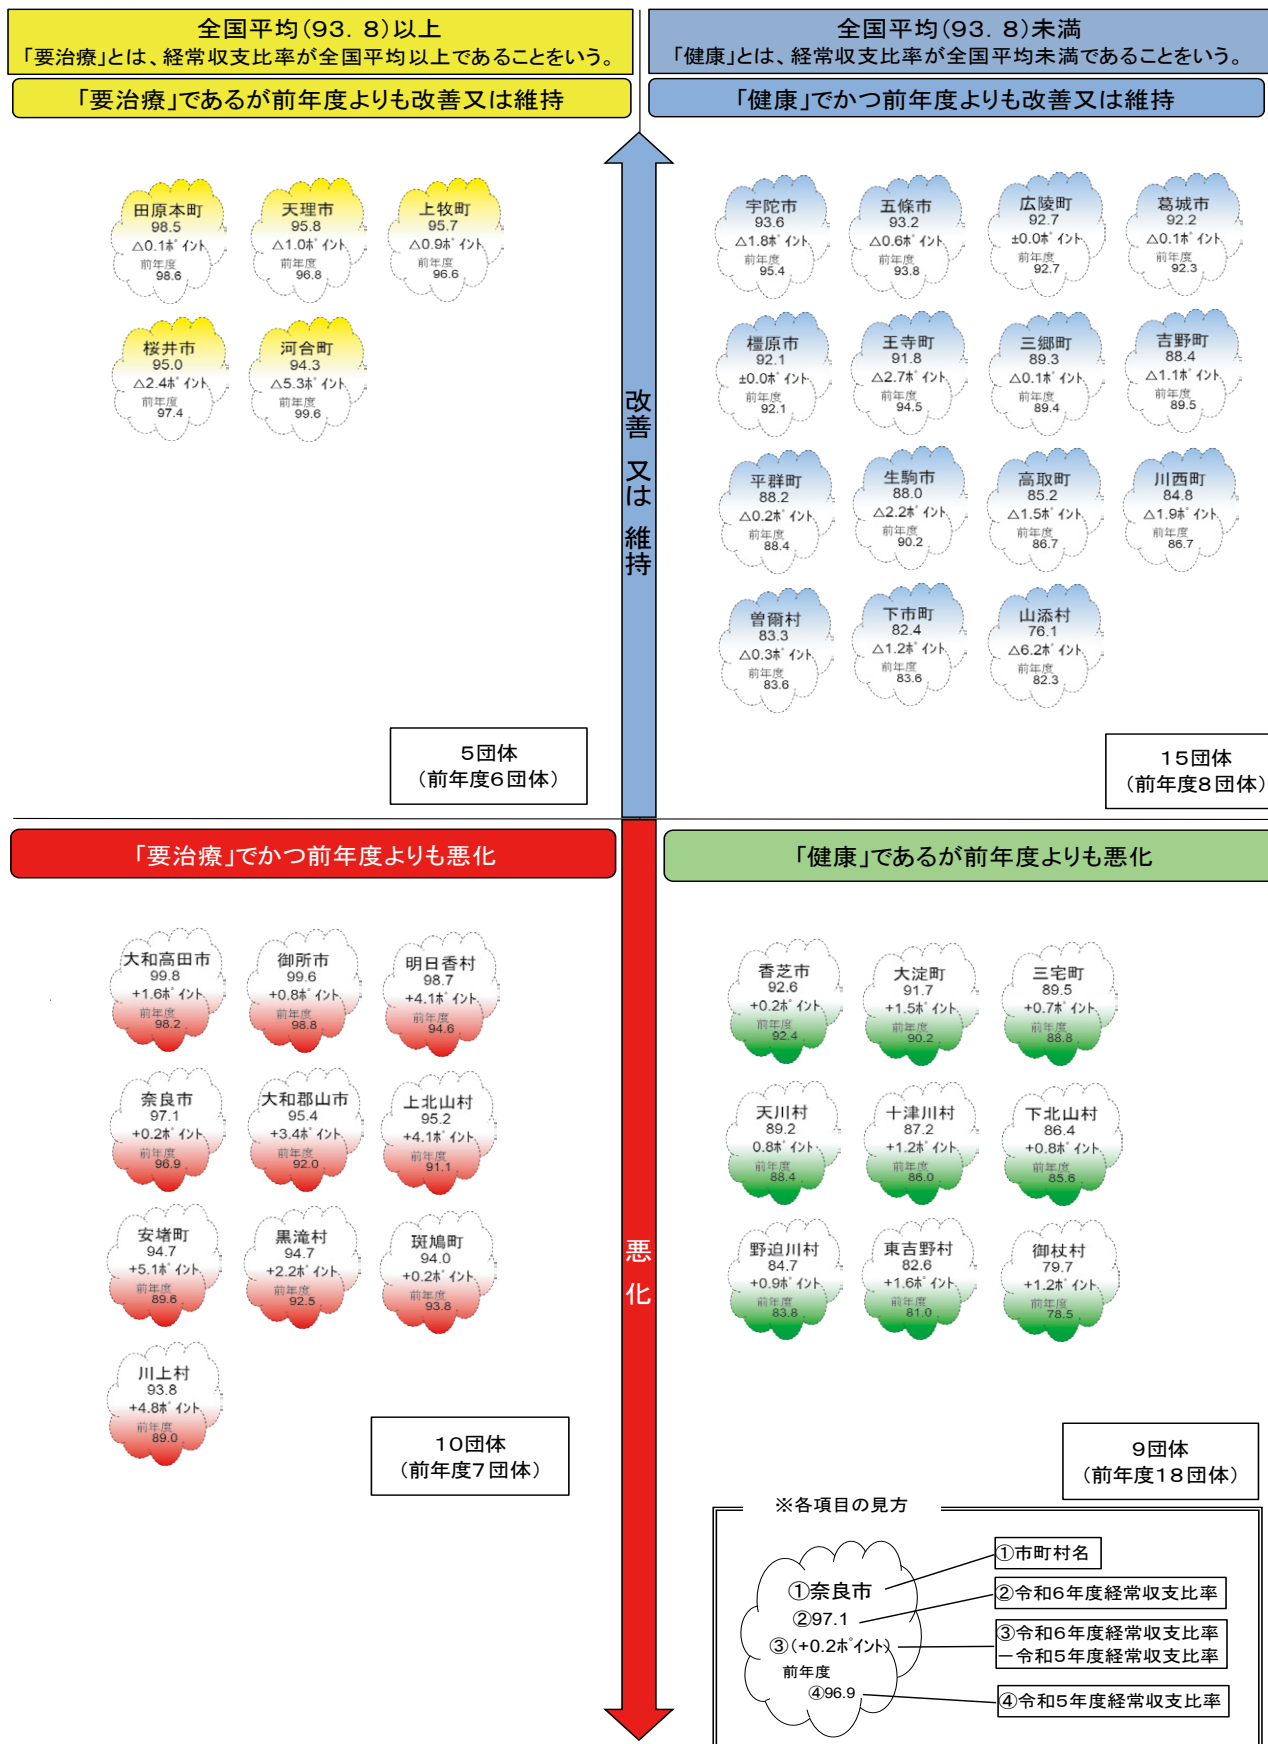 全国平均(93.8)以上
「要治療」とは、経常収支比率が全国平均以上であることをいう。
「要治療」であるが前年度よりも改善又は維持
全国平均(93.8)未満
「健康」とは、経常収支比率が全国平均未満であることをいう。
「健康」でかつ前年度よりも改善又は維持
田原本町
98.5
△0.1ポイント
前年度
98.6
天理市
95.8
△1.0ポイント
前年度
96.8
上牧町
95.7
△0.9ポイント
前年度
96.6
桜井市
95.0
△2.4ポイント
前年度
97.4
河合町
94.3
△5.3ポイント
前年度
99.6
5団体
(前年度6団体)
改善又は維持
宇陀市
93.6
△1.8ポイント
前年度
95.4
五條市
93.2
△0.6ポイント
前年度
93.8
広陵町
92.7
±0.0ポイント
前年度
92.7
葛城市
92.2
△0.1ポイント
前年度
92.3
橿原市
92.1
±0.0ポイント
前年度
92.1
王寺町
91.8
△2.7ポイント
前年度
94.5
三郷町
89.3
△0.1ポイント
前年度
89.4
吉野町
88.4
△1.1ポイント
前年度
89.5
平群町
88.2
△0.2ポイント
前年度
88.4
生駒市
88.0
△2.2ポイント
前年度
90.2
高取町
85.2
△1.5ポイント
前年度
86.7
川西町
84.8
△1.9ポイント
前年度
86.7
曽爾村
83.3
△0.3ポイント
前年度
83.6
下市町
82.4
△1.2ポイント
前年度
83.6
山添村
76.1
△6.2ポイント
前年度
82.3
15団体
(前年度8団体)
「要治療」でかつ前年度よりも悪化
大和高田市
99.8
+1.6ポイント
前年度
98.2
御所市
99.6
+0.8ポイント
前年度
98.8
明日香村
98.7
+4.1ポイント
前年度
94.6
奈良市
97.1
+0.2ポイント
前年度
96.9
大和郡山市
95.4
+3.4ポイント
前年度
92.0
上北山村
95.2
+4.1ポイント
前年度
91.1
安堵町
94.7
+5.1ポイント
前年度
89.6
黒滝村
94.7
+2.2ポイント
前年度
92.5
斑鳩町
94.0
+0.2ポイント
前年度
93.8
川上村
93.8
+4.8ポイント
前年度
89.0
10団体
(前年度7団体)
悪化
「健康」であるが前年度よりも悪化
香芝市
92.6
+0.2ポイント
前年度
92.4
大淀町
91.7
+1.5ポイント
前年度
90.2
三宅町
89.5
+0.7ポイント
前年度
88.8
天川村
89.2
0.8ポイント
前年度
88.4
十津川村
87.2
+1.2ポイント
前年度
86.0
下北山村
86.4
+0.8ポイント
前年度
85.6
野迫川村
84.7
+0.9ポイント
前年度
83.8
東吉野村
82.6
+1.6ポイント
前年度
81.0
御杖村
79.7
+1.2ポイント
前年度
78.5
9団体
(前年度18団体)
※各項目の見方
①奈良市
②97.1
③(+0.2ポイント)
前年度
④96.9
①市町村名
②令和6年度経常収支比率
③令和6年度経常収支比率
－令和5年度経常収支比率
④令和5年度経常収支比率